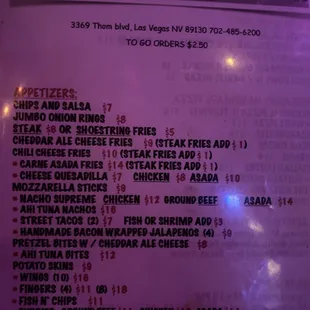 3369 Thom blvd, Las Vegas NV 89130 702-485-6200
TO GO ORDERS $2.50
APPETIZERS:
CHIPS AND SALSA $7
JUMBO ONION RINGS $8
STEAK $6 OR SHOESTRING FRIES $5
CHEDDAR ALE CHEESE FRIES $9 (STEAK FRIES ADD $1)
CHILI CHEESE FRIES $10 (STEAK FRIES ADD $1)
• CARNE ASADA FRIES $14 (STEAK FRIES ADD $1)
• CHEESE QUESADILLA $7 CHICKEN $8 ASADA $10
MOZZARELLA STICKS $9
• NACHO SUPREME CHICKEN $12 GROUND BEEF ASADA $14
• AHI TUNA NACHOS $16
• STREET TACOS (2) $7 FISH OR SHRIMP ADD $3
• HANDMADE BACON WRAPPED JALAPENOS (4) $9
PRETZEL BITES W / CHEDDAR ALE CHEESE $8
• AHI TUNA BITES $12
POTATO SKINS $9
• WINGS (10) $16
• FINGERS (4) $11 (8) $18
• FISH N' CHIPS $11